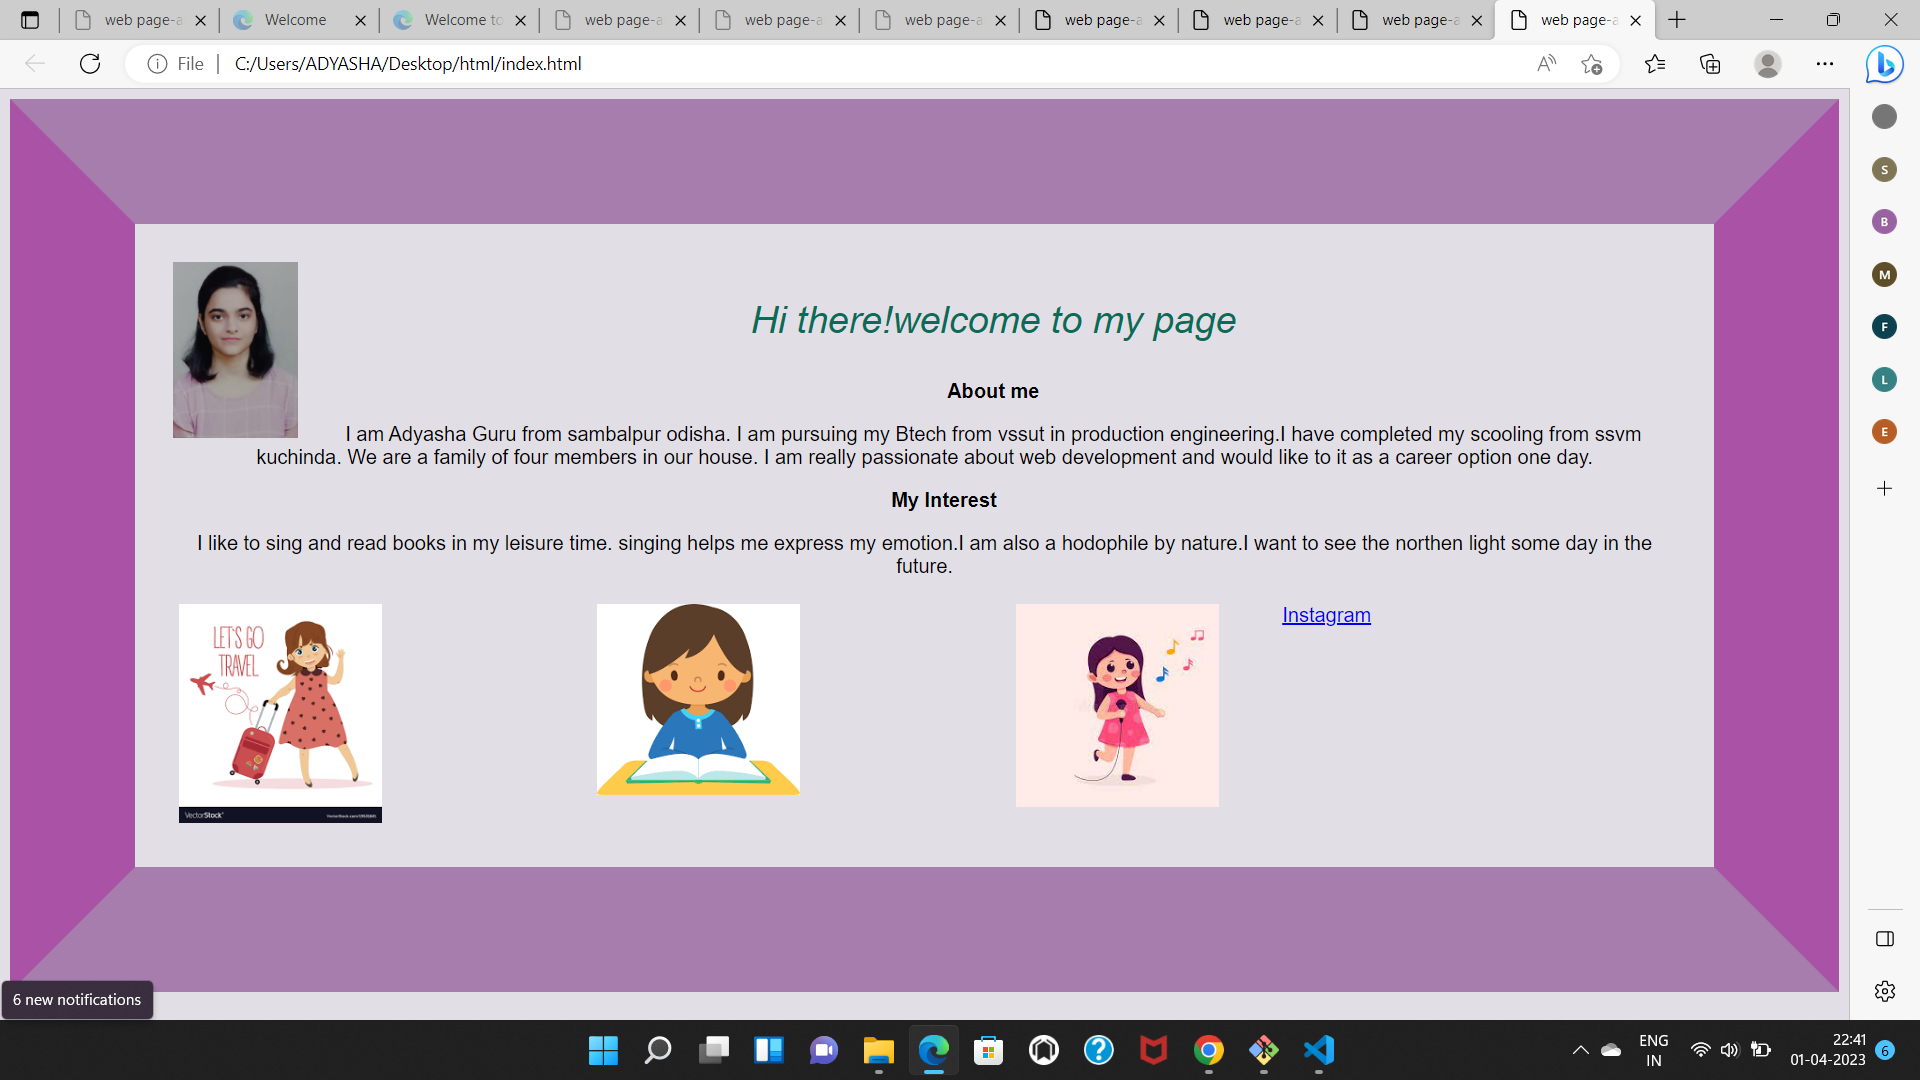 web page-a
Welcome
Welcome to
web page-a
web page-a
web page-a
web page-a
web page-a
web page-a
web page-a
File
C:/Users/ADYASHA/Desktop/html/index.html
S
B
M
F
L
E
Hi there!welcome to my page
About me
I am Adyasha Guru from sambalpur odisha. I am pursuing my Btech from vssut in production engineering.I have completed my scooling from ssvm
kuchinda. We are a family of four members in our house. I am really passionate about web development and would like to it as a career option one day.
My Interest
I like to sing and read books in my leisure time. singing helps me express my emotion.I am also a hodophile by nature.I want to see the northen light some day in the
future.
LET'S GO
TRAVEL
VectorStock
Instagram
6 new notifications
ENG
IN
22:41
01-04-2023
6